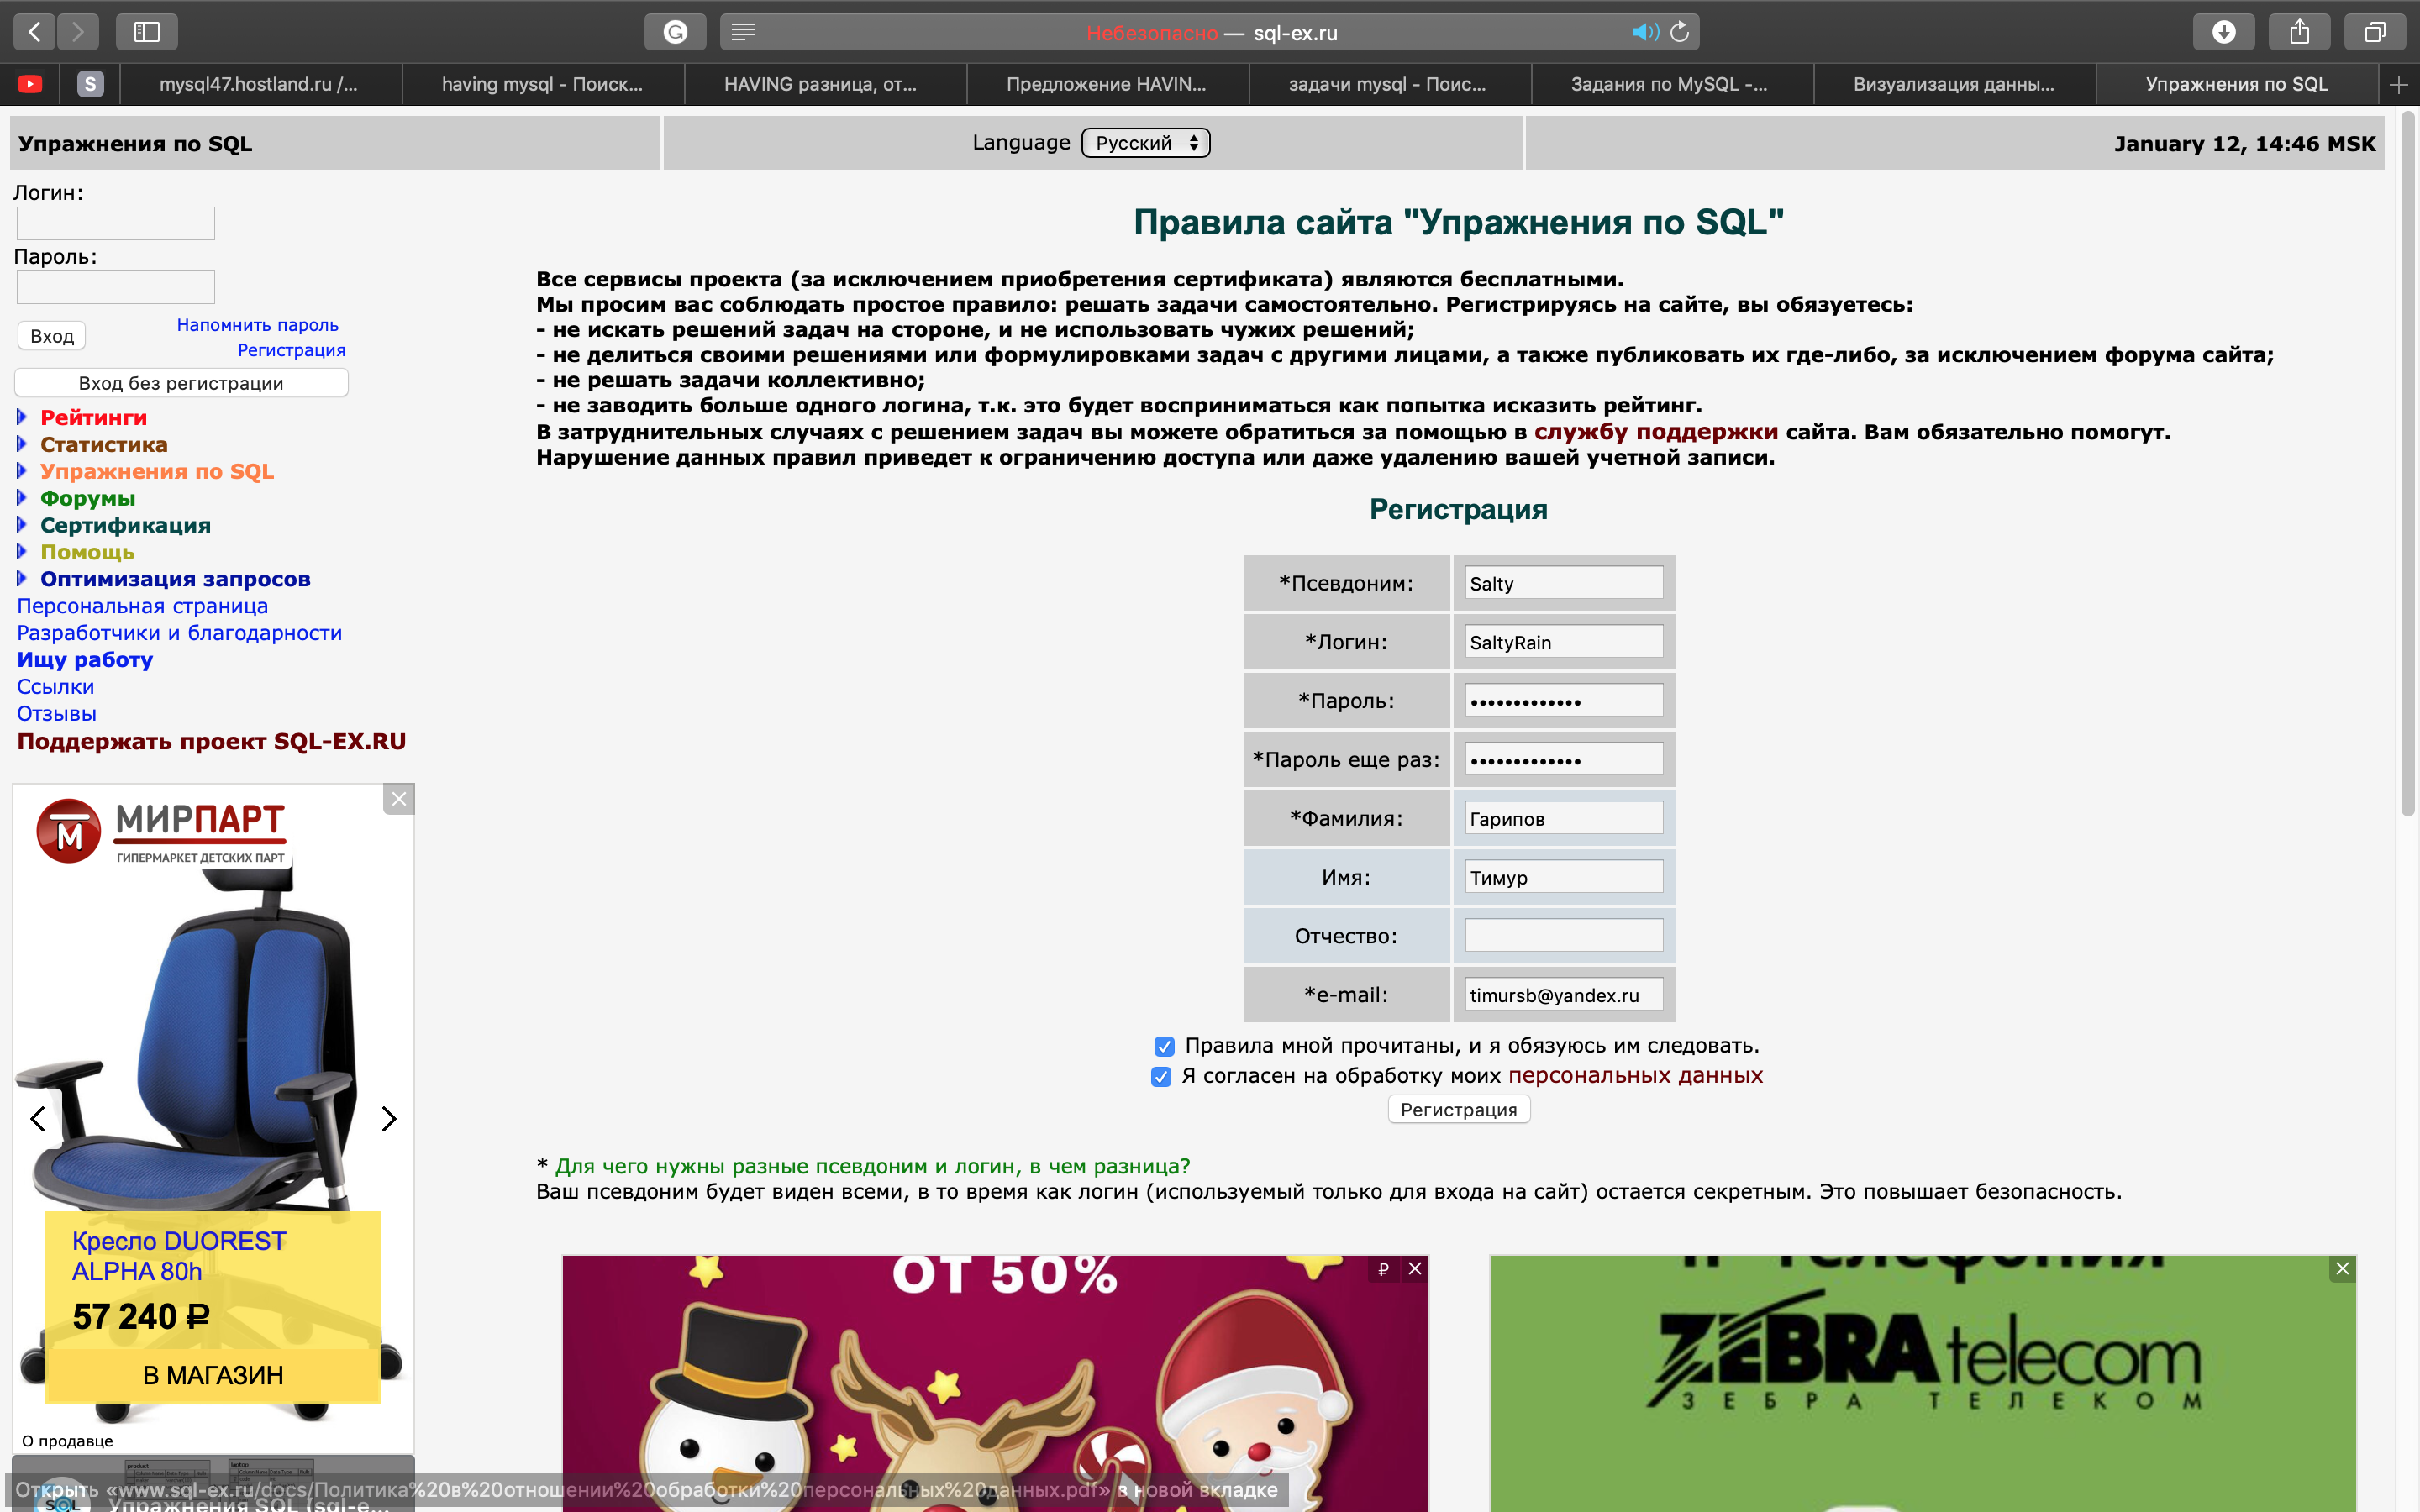 Небезопасно — sql-ex.ru
S
mysql47.hostland.ru /...
having mysql - Поиск...
HAVING разница, от...
Предложение HAVIN...
задачи mysql - Поис...
Задания по MySQL -...
Визуализация данны...
Упражнения по SQL
Упражнения по SQL
Language Русский
January 12, 14:46 MSK
Логин:
Пароль:
Вход
Напомнить пароль
Регистрация
Вход без регистрации
Рейтинги
Статистика
Упражнения по SQL
Форумы
Сертификация
Помощь
Оптимизация запросов
Персональная страница
Разработчики и благодарности
Ищу работу
Ссылки
Отзывы
Поддержать проект SQL-EX.RU
Правила сайта "Упражнения по SQL"
Все сервисы проекта (за исключением приобретения сертификата) являются бесплатными.
Мы просим вас соблюдать простое правило: решать задачи самостоятельно. Регистрируясь на сайте, вы обязуетесь:
- не искать решений задач на стороне, и не использовать чужих решений;
- не делиться своими решениями или формулировками задач с другими лицами, а также публиковать их где-либо, за исключением форума сайта;
- не решать задачи коллективно;
- не заводить больше одного логина, т.к. это будет восприниматься как попытка исказить рейтинг.
В затруднительных случаях с решением задач вы можете обратиться за помощью в службу поддержки сайта. Вам обязательно помогут.
Нарушение данных правил приведет к ограничению доступа или даже удалению вашей учетной записи.
Регистрация
*Псевдоним: Salty
*Логин: SaltyRain
*Пароль: •••••••••••••
*Пароль еще раз: •••••••••••••
*Фамилия: Гарипов
Имя: Тимур
Отчество:
*e-mail: timursb@yandex.ru
Правила мной прочитаны, и я обязуюсь им следовать.
Я согласен на обработку моих персональных данных
Регистрация
* Для чего нужны разные псевдоним и логин, в чем разница?
Ваш псевдоним будет виден всеми, в то время как логин (используемый только для входа на сайт) остается секретным. Это повышает безопасность.
М МИРПАРТ
ГИПЕРМАРКЕТ ДЕТСКИХ ПАРТ
Кресло DUOREST
ALPHA 80h
57 240 ₽
В МАГАЗИН
О продавце
ОТ 50%
₽
IP-телефония
ZEBRA telecom
ЗЕБРА ТЕЛЕКОМ
SQL Упражнения SQL (sql-e...
Открыть «www.sql-ex.ru/docs/Политика%20в%20отношении%20обработки%20персональных%20данных.pdf» в новой вкладке